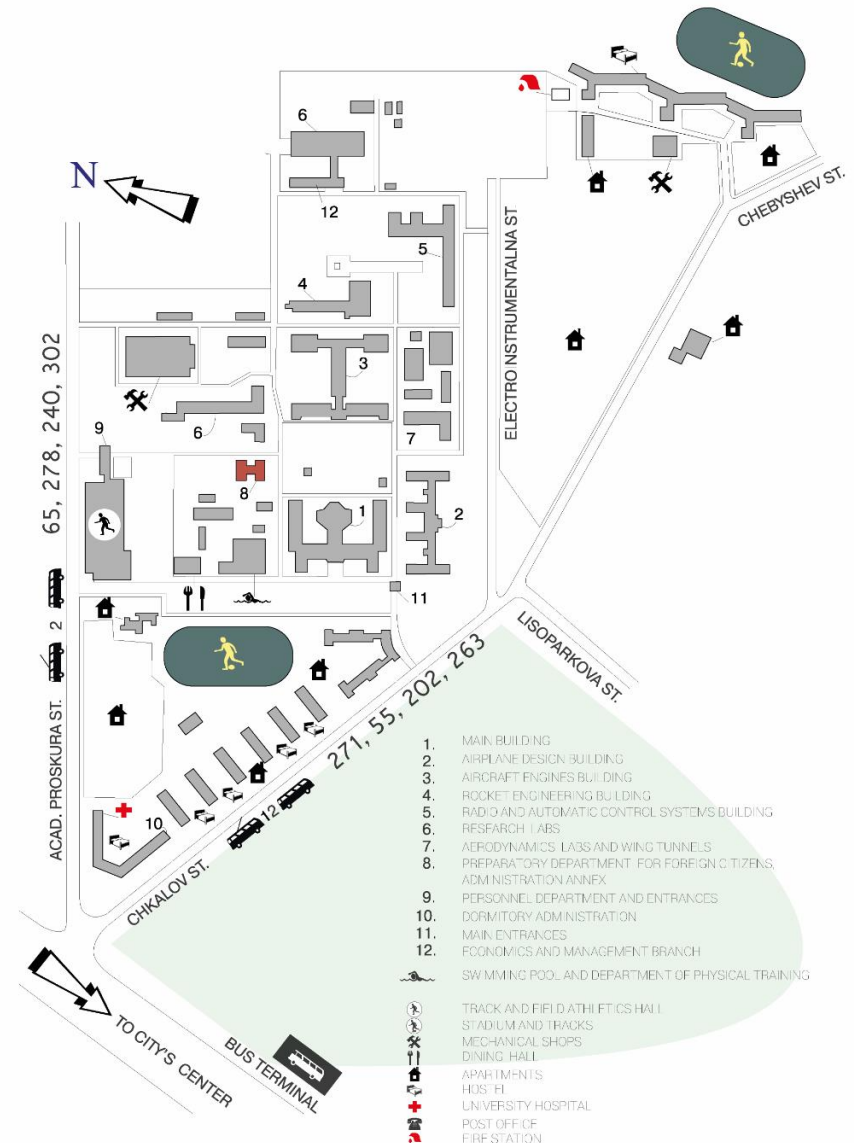 6
N
12
CHEBYSHEV ST.
5
4
ELECTRO INSTRUMENTALNA ST
3
65, 278, 240, 302
9
6
7
8
1
2
11
2
LISOPARKOVA ST.
271, 55, 202, 263
ACAD. PROSKURA ST.
10
12
CHKALOV ST.
TO CITY'S CENTER
BUS TERMINAL
1. MAIN BUILDING
2. AIRPLANE DESIGN BUILDING
3. AIRCRAFT ENGINES BUILDING
4. ROCKET ENGINEERING BUILDING
5. RADIO AND AUTOMATIC CONTROL SYSTEMS BUILDING
6. RESEARCH LABS
7. AERODYNAMICS LABS AND WING TUNNELS
8. PREPARATORY DEPARTMENT FOR FOREIGN CITIZENS,
ADMINISTRATION ANNEX
9. PERSONNEL DEPARTMENT AND ENTRANCES
10. DORMITORY ADMINISTRATION
11. MAIN ENTRANCES
12. ECONOMICS AND MANAGEMENT BRANCH
SWIMMING POOL AND DEPARTMENT OF PHYSICAL TRAINING
TRACK AND FIELD ATHLETICS HALL
STADIUM AND TRACKS
MECHANICAL SHOPS
DINING HALL
APARTMENTS
HOSTEL
UNIVERSITY HOSPITAL
POST OFFICE
FIRE STATION